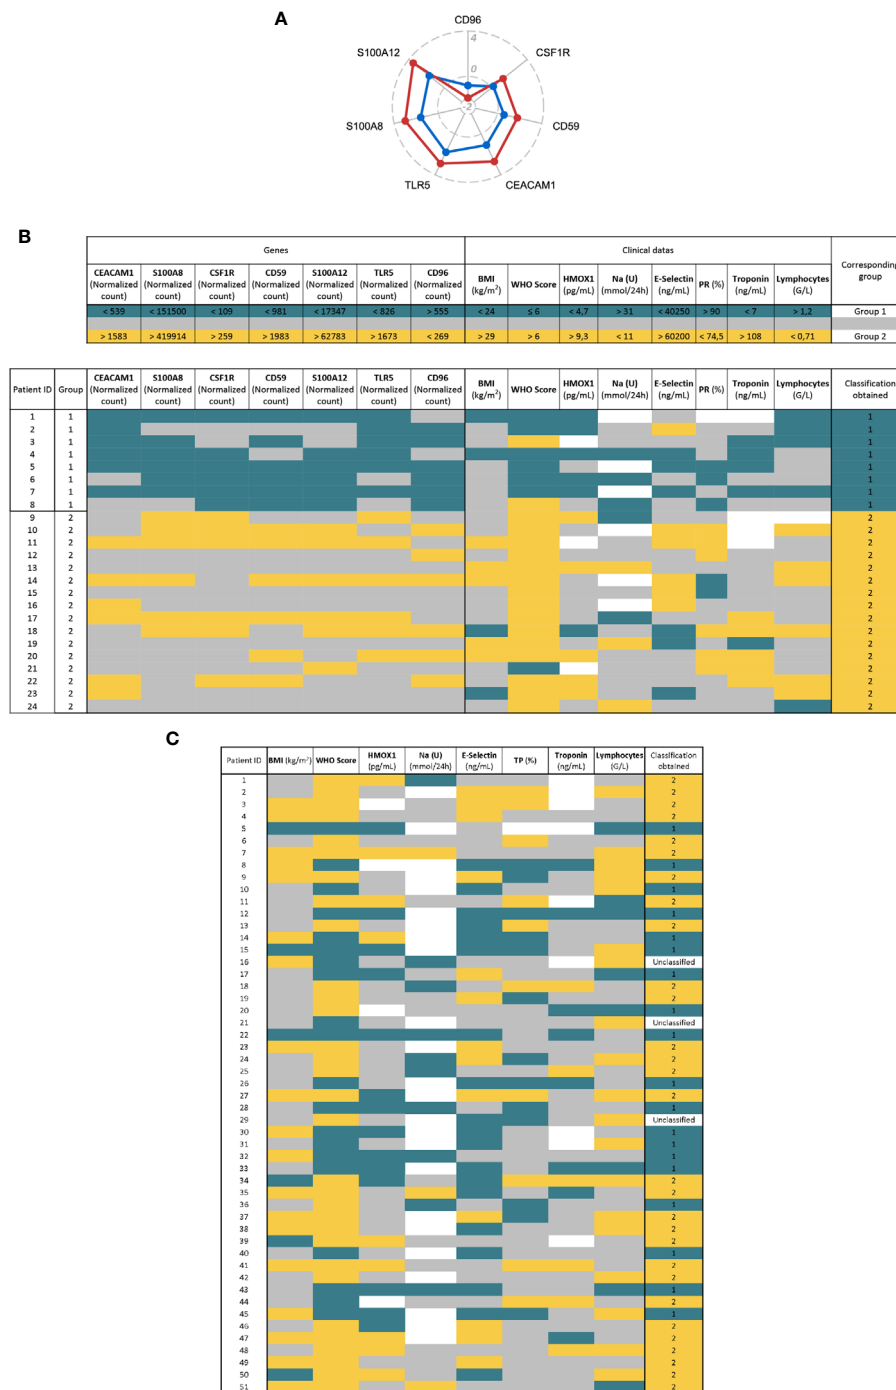 A
CD96
S100A12
4
CSF1R
0
-2
S100A8
CD59
TLR5
CEACAM1
B
Genes
Clinical datas
Corresponding group
CEACAM1 (Normalized count) S100A8 (Normalized count) CSF1R (Normalized count) CD59 (Normalized count) S100A12 (Normalized count) TLR5 (Normalized count) CD96 (Normalized count) BMI (kg/m²) WHO Score HMOX1 (pg/mL) Na (U) (mmol/24h) E-Selectin (ng/mL) PR (%) Troponin (ng/mL) Lymphocytes (G/L)
< 539 < 151500 < 109 < 981 < 17347 < 826 > 555 < 24 ≤ 6 < 4,7 > 31 < 40250 > 90 < 7 > 1,2 Group 1
> 1583 > 419914 > 259 > 1983 > 62783 > 1673 < 269 > 29 > 6 > 9,3 < 11 > 60200 < 74,5 > 108 < 0,71 Group 2
Patient ID Group CEACAM1 (Normalized count) S100A8 (Normalized count) CSF1R (Normalized count) CD59 (Normalized count) S100A12 (Normalized count) TLR5 (Normalized count) CD96 (Normalized count) BMI (kg/m²) WHO Score HMOX1 (pg/mL) Na (U) (mmol/24h) E-Selectin (ng/mL) PR (%) Troponin (ng/mL) Lymphocytes (G/L) Classification obtained
1 1 1
2 1 1
3 1 1
4 1 1
5 1 1
6 1 1
7 1 1
8 1 1
9 2 2
10 2 2
11 2 2
12 2 2
13 2 2
14 2 2
15 2 2
16 2 2
17 2 2
18 2 2
19 2 2
20 2 2
21 2 2
22 2 2
23 2 2
24 2 2
C
Patient ID BMI (kg/m²) WHO Score HMOX1 (pg/mL) Na (U) (mmol/24h) E-Selectin (ng/mL) TP (%) Troponin (ng/mL) Lymphocytes (G/L) Classification obtained
1 2
2 2
3 2
4 2
5 1
6 2
7 2
8 1
9 2
10 1
11 2
12 1
13 2
14 1
15 1
16 Unclassified
17 1
18 2
19 2
20 1
21 Unclassified
22 1
23 2
24 2
25 2
26 1
27 2
28 1
29 Unclassified
30 1
31 1
32 1
33 1
34 2
35 2
36 1
37 2
38 2
39 2
40 1
41 2
42 2
43 1
44 2
45 1
46 2
47 2
48 2
49 2
50 2
51 2